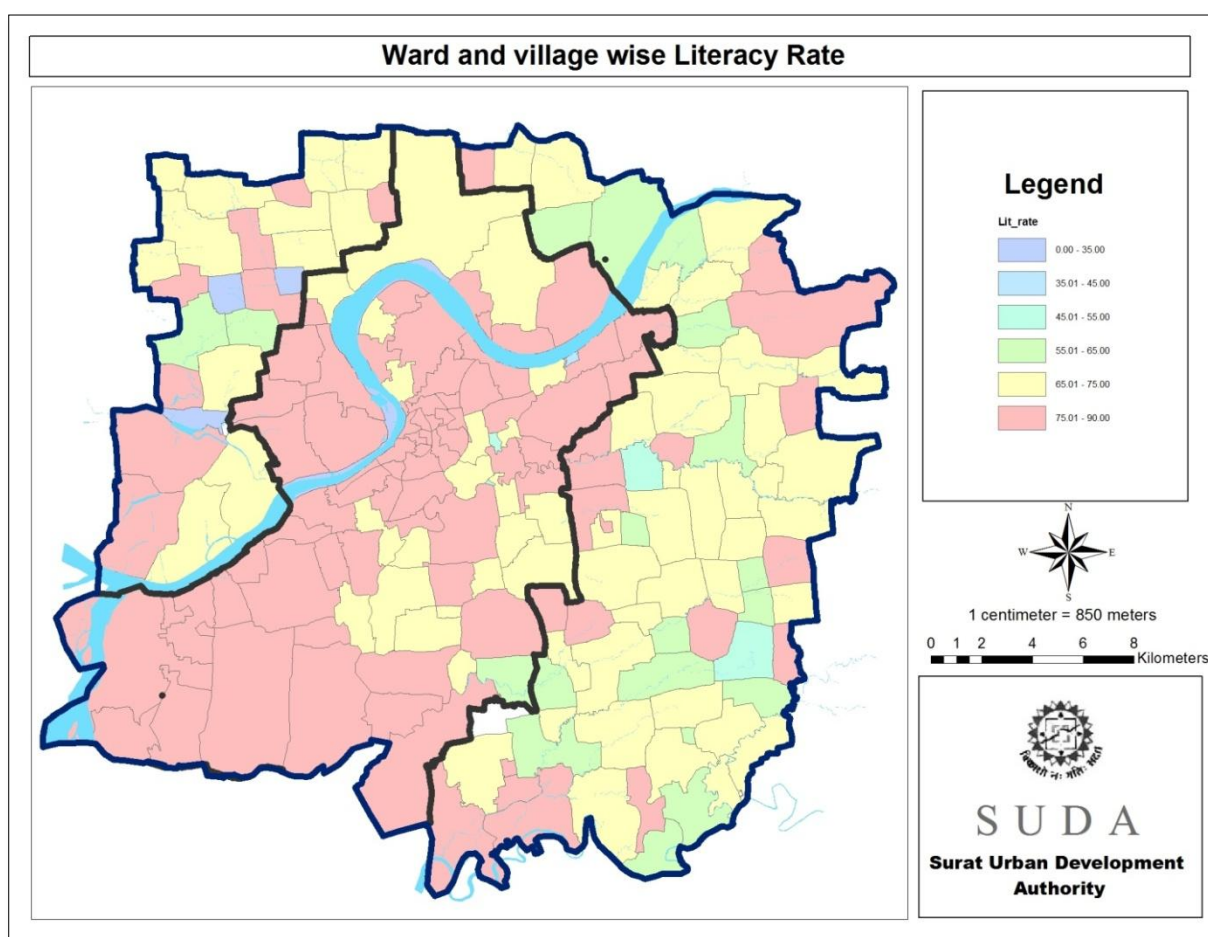 Ward and village wise Literacy Rate
Legend
Lit_rate
0.00 - 35.00
35.01 - 45.00
45.01 - 55.00
55.01 - 65.00
65.01 - 75.00
75.01 - 90.00
N
W E
S
1 centimeter = 850 meters
0 1 2 4 6 8
Kilometers
SUDA
Surat Urban Development
Authority